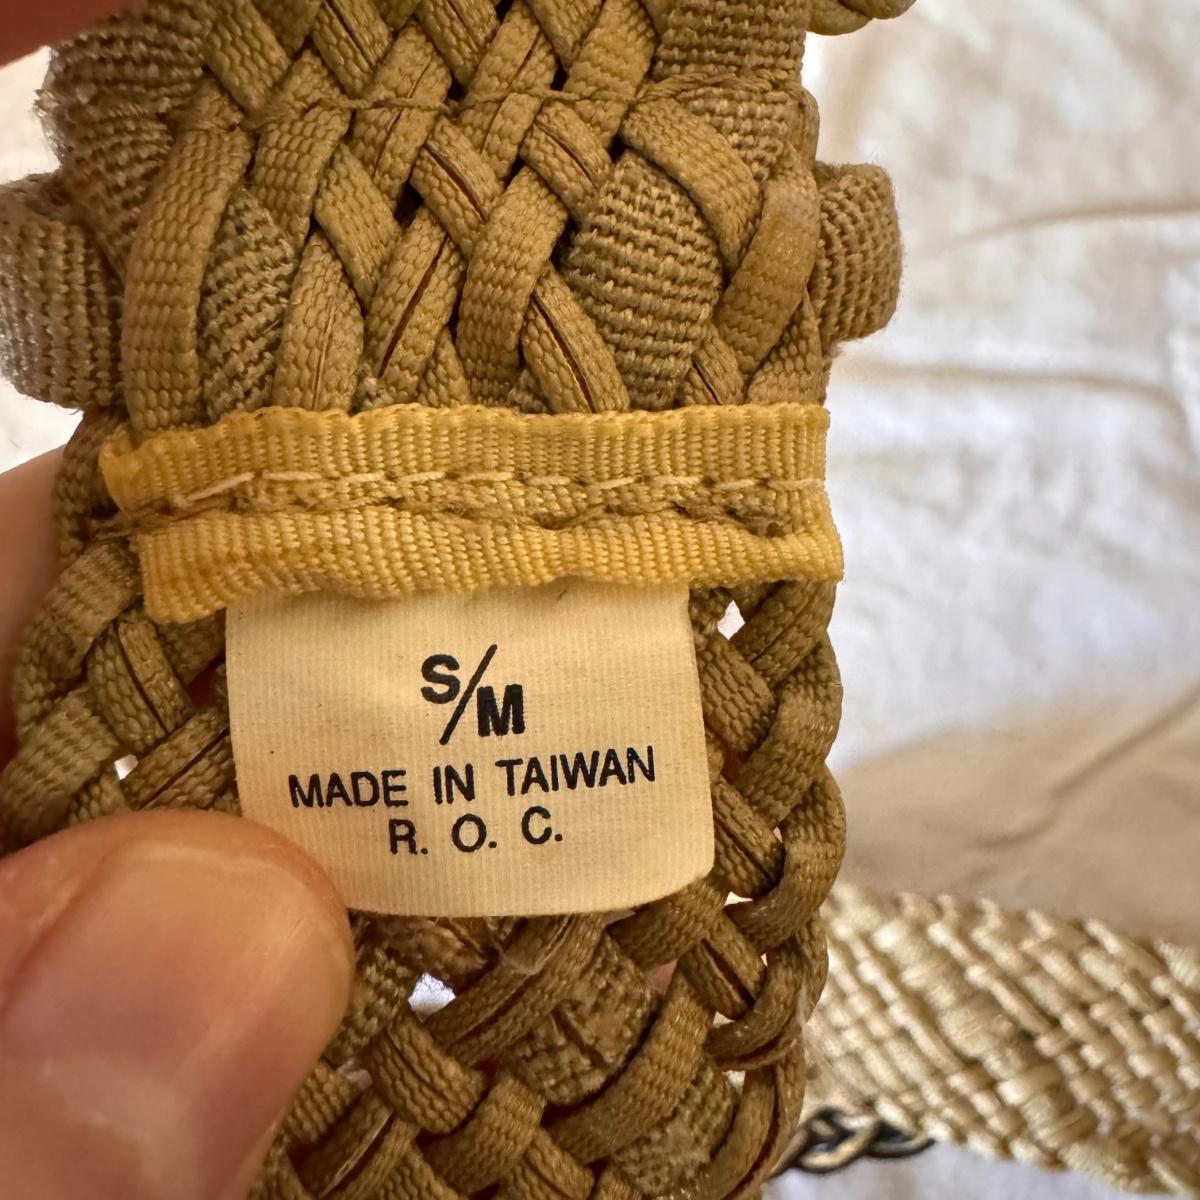 S/M
MADE IN TAIWAN
R. O. C.